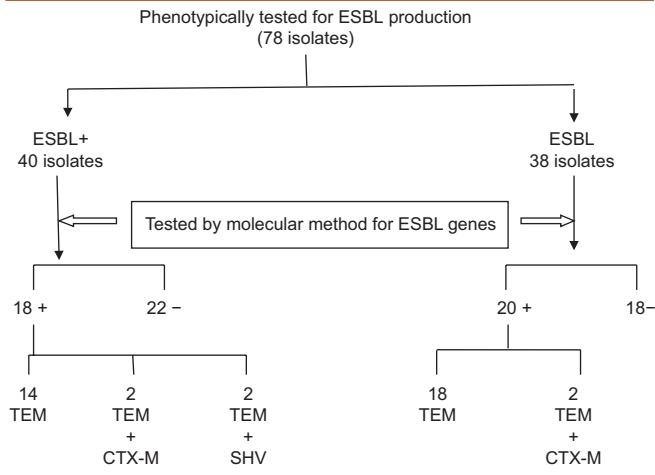 Phenotypically tested for ESBL production
(78 isolates)
ESBL+
40 isolates
ESBL
38 isolates
Tested by molecular method for ESBL genes
18 +
22 −
20 +
18−
14
TEM
2
TEM
+
CTX-M
2
TEM
+
SHV
18
TEM
2
TEM
+
CTX-M